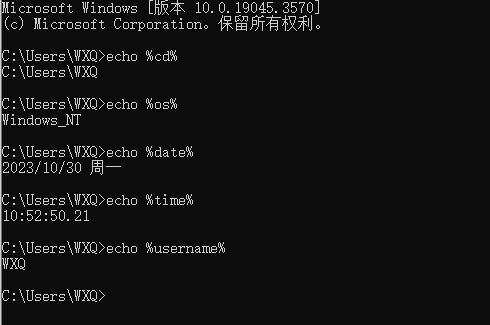 Microsoft Windows [版本 10.0.19045.3570]
(c) Microsoft Corporation。保留所有权利。
C:\Users\WXQ>echo %cd%
C:\Users\WXQ
C:\Users\WXQ>echo %os%
Windows_NT
C:\Users\WXQ>echo %date%
2023/10/30 周一
C:\Users\WXQ>echo %time%
10:52:50.21
C:\Users\WXQ>echo %username%
WXQ
C:\Users\WXQ>